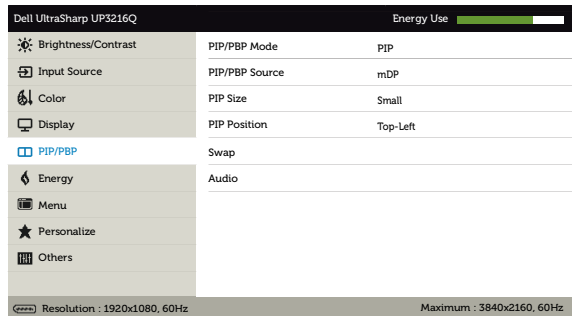 Dell UltraSharp UP3216Q Energy Use
Brightness/Contrast PIP/PBP Mode PIP
Input Source PIP/PBP Source mDP
Color PIP Size Small
Display PIP Position Top-Left
PIP/PBP Swap
Energy Audio
Menu
Personalize
Others
Resolution : 1920x1080, 60Hz Maximum : 3840x2160, 60Hz